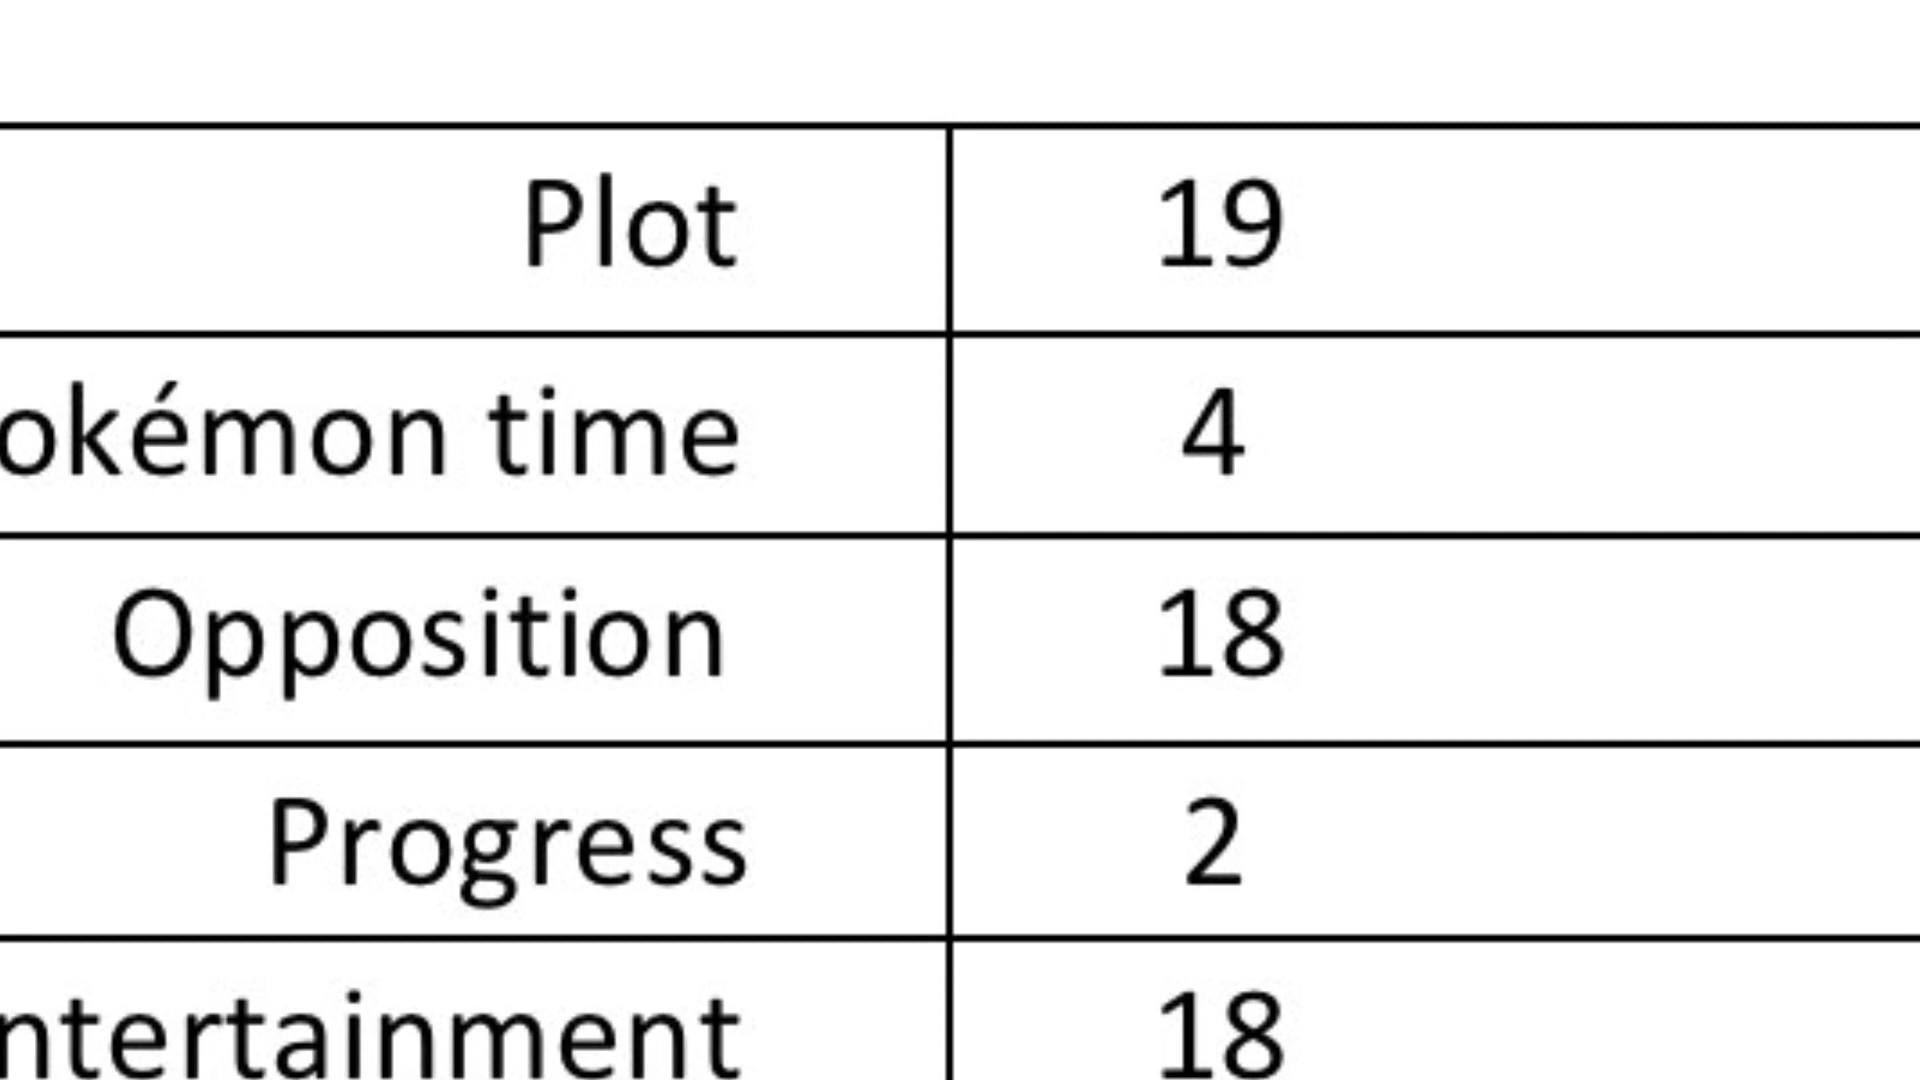 Plot 19
okémon time 4
Opposition 18
Progress 2
ntertainment 18